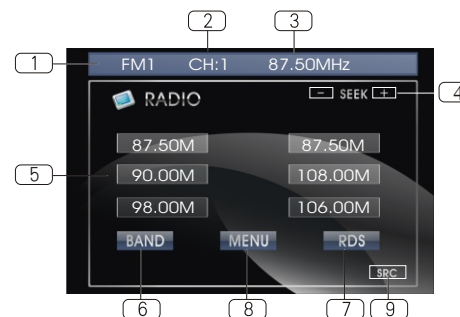 2 3
1 FM1 CH:1 87.50MHz
RADIO - SEEK + 4
87.50M 87.50M
5 90.00M 108.00M
98.00M 106.00M
BAND MENU RDS
SRC
6 8 7 9